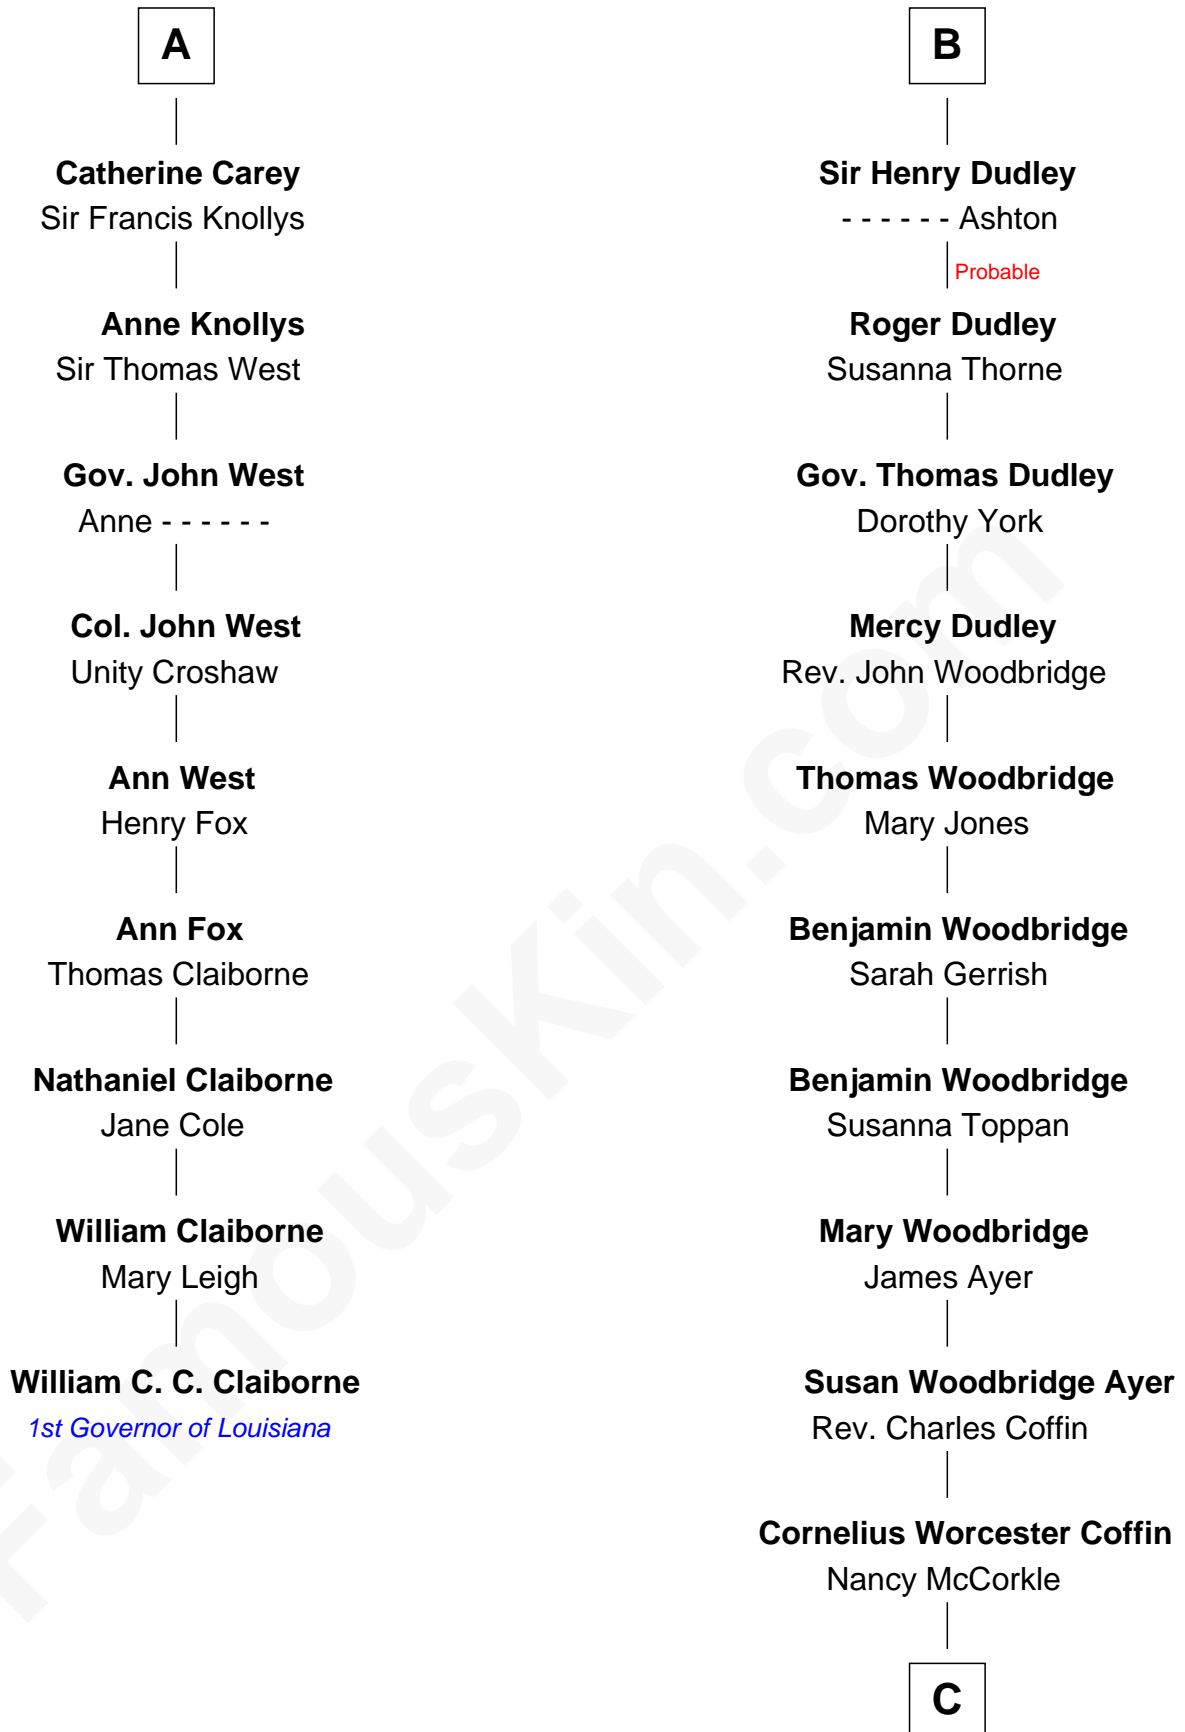 A
Catherine Carey
Sir Francis Knollys
Anne Knollys
Sir Thomas West
Gov. John West
Anne - - - - - -
Col. John West
Unity Croshaw
Ann West
Henry Fox
Ann Fox
Thomas Claiborne
Nathaniel Claiborne
Jane Cole
William Claiborne
Mary Leigh
William C. C. Claiborne
1st Governor of Louisiana
B
Sir Henry Dudley
- - - - - - Ashton
Probable
Roger Dudley
Susanna Thorne
Gov. Thomas Dudley
Dorothy York
Mercy Dudley
Rev. John Woodbridge
Thomas Woodbridge
Mary Jones
Benjamin Woodbridge
Sarah Gerrish
Benjamin Woodbridge
Susanna Toppan
Mary Woodbridge
James Ayer
Susan Woodbridge Ayer
Rev. Charles Coffin
Cornelius Worcester Coffin
Nancy McCorkle
C
FamousKin.com